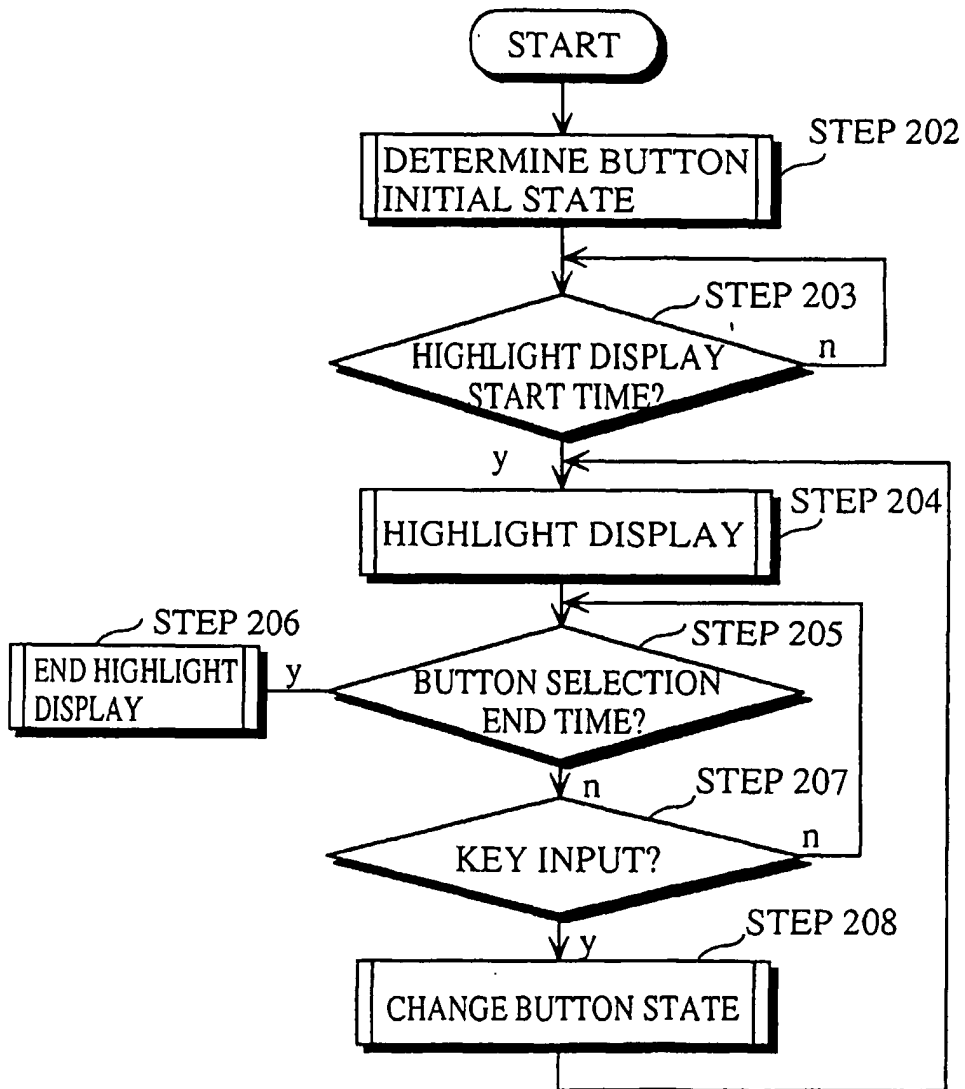 START
STEP 202
DETERMINE BUTTON
INITIAL STATE
STEP 203
HIGHLIGHT DISPLAY
START TIME?
n
y
STEP 204
HIGHLIGHT DISPLAY
STEP 206
END HIGHLIGHT
DISPLAY
y
STEP 205
BUTTON SELECTION
END TIME?
n
STEP 207
KEY INPUT?
n
y
STEP 208
CHANGE BUTTON STATE